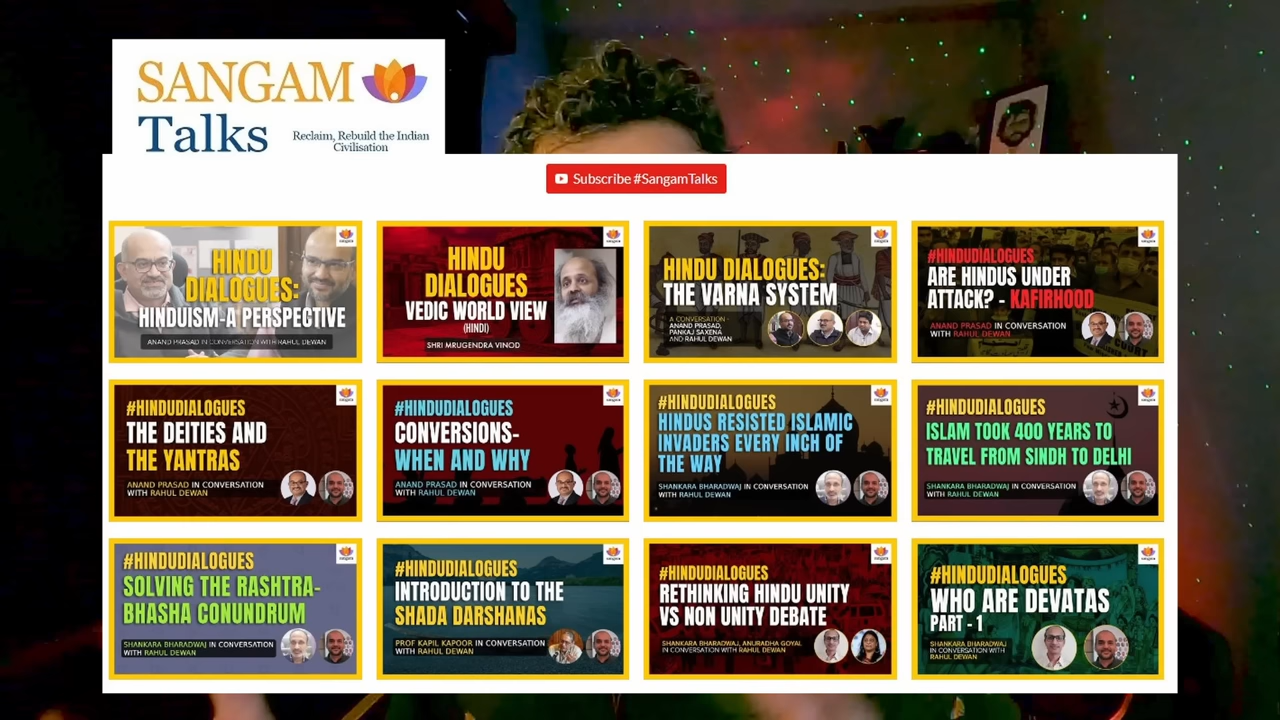 SANGAM
Talks
Reclaim, Rebuild the Indian
Civilisation
Subscribe #SangamTalks
HINDU
DIALOGUES:
HINDUISM-A PERSPECTIVE
ANAND PRASAD IN CONVERSATION WITH RAHUL DEWAN
HINDU
DIALOGUES
VEDIC WORLD VIEW
(HINDI)
SHRI MRUGENDRA VINOD
HINDU DIALOGUES:
THE VARNA SYSTEM
A CONVERSATION -
ANAND PRASAD,
PANKAJ SAXENA
AND RAHUL DEWAN
#HINDUDIALOGUES
ARE HINDUS UNDER
ATTACK? - KAFIRHOOD
ANAND PRASAD IN CONVERSATION
WITH RAHUL DEWAN
#HINDUDIALOGUES
THE DEITIES AND
THE YANTRAS
ANAND PRASAD IN CONVERSATION
WITH RAHUL DEWAN
#HINDUDIALOGUES
CONVERSIONS-
WHEN AND WHY
ANAND PRASAD IN CONVERSATION
WITH RAHUL DEWAN
#HINDUDIALOGUES
HINDUS RESISTED ISLAMIC
INVADERS EVERY INCH OF
THE WAY
SHANKARA BHARADWAJ IN CONVERSATION
WITH RAHUL DEWAN
#HINDUDIALOGUES
ISLAM TOOK 400 YEARS TO
TRAVEL FROM SINDH TO DELHI
SHANKARA BHARADWAJ IN CONVERSATION
WITH RAHUL DEWAN
#HINDUDIALOGUES
SOLVING THE RASHTRA-
BHASHA CONUNDRUM
SHANKARA BHARADWAJ IN CONVERSATION
WITH RAHUL DEWAN
#HINDUDIALOGUES
INTRODUCTION TO THE
SHADA DARSHANAS
PROF KAPIL KAPOOR IN CONVERSATION
WITH RAHUL DEWAN
#HINDUDIALOGUES
RETHINKING HINDU UNITY
VS NON UNITY DEBATE
SHANKARA BHARADWAJ, ANURADHA GOYAL
IN CONVERSATION WITH RAHUL DEWAN
#HINDUDIALOGUES
WHO ARE DEVATAS
PART - 1
SHANKARA BHARADWAJ
IN CONVERSATION WITH
RAHUL DEWAN